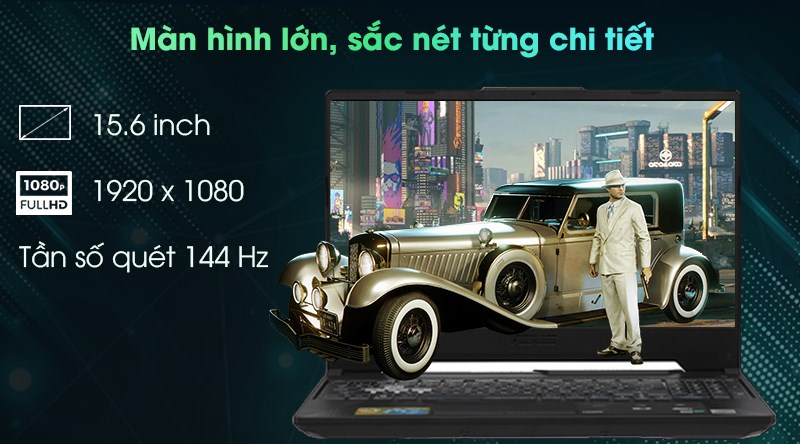 Màn hình lớn, sắc nét từng chi tiết
15.6 inch
1080p
FULLHD
1920 x 1080
Tần số quét 144 Hz